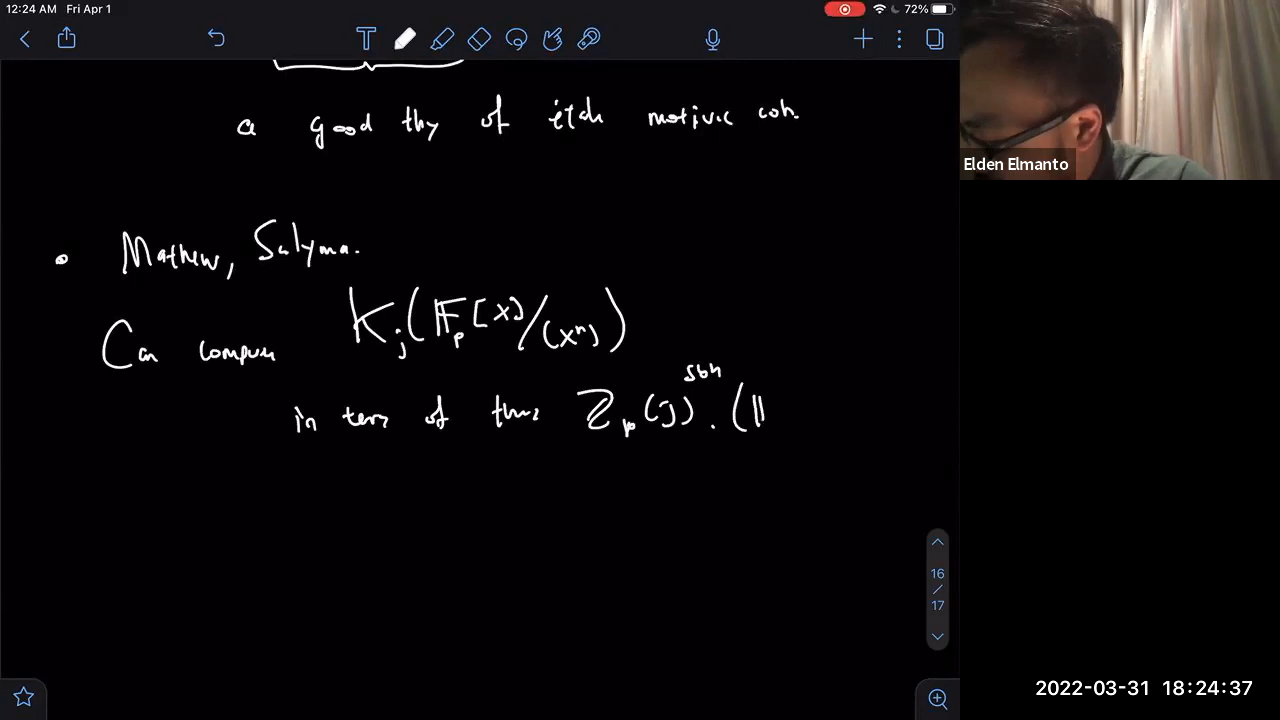 12:24 AM Fri Apr 1
72%
a good thy of étale motivic coh.
Elden Elmanto
• Mathew, Sulyma.
Can compute K_j(𝔽_p[x]/(x^n))
in terms of this ℤ_p(j)^syn.(
16
/
17
2022-03-31 18:24:37